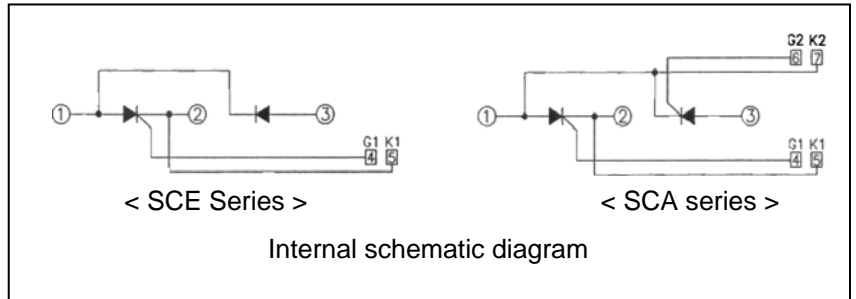 G2 K2
6 7
① ② ③
① ② ③
G1 K1
4 5
G1 K1
4 5
< SCE Series >
< SCA series >
Internal schematic diagram